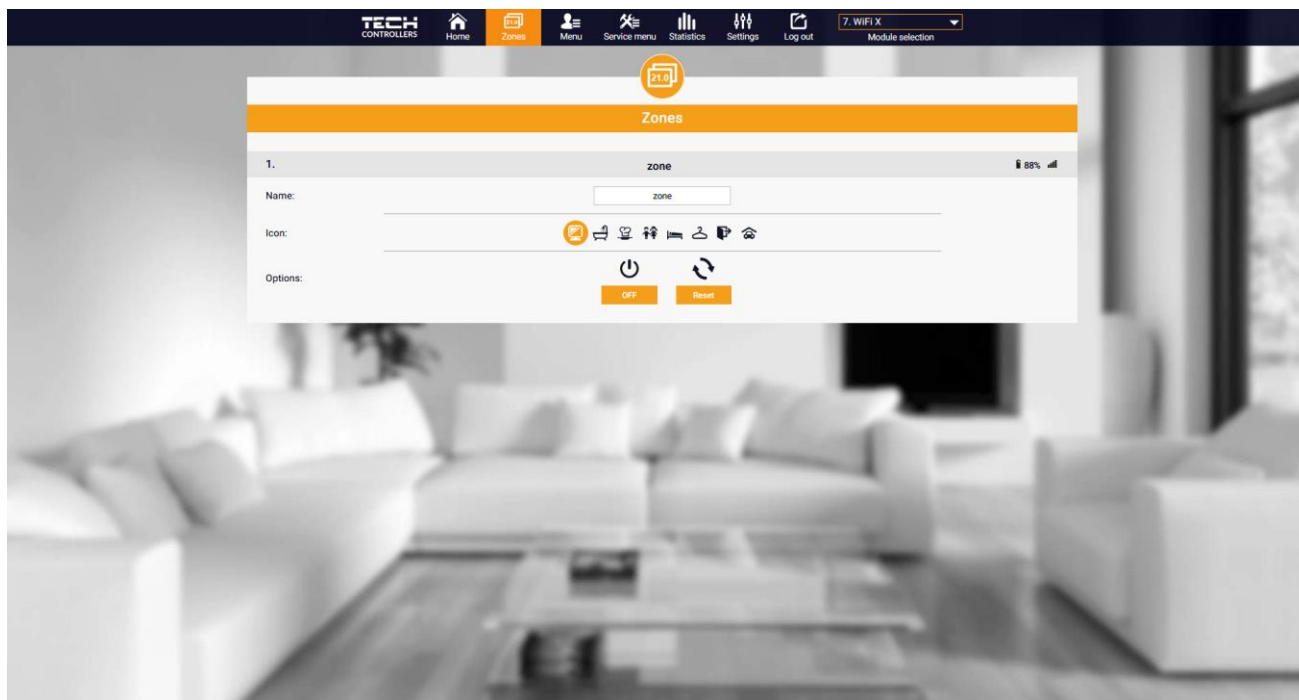 TECH
CONTROLLERS
Home
21.0
Zones
Menu
Service menu
Statistics
Settings
Log out
7. WiFi X
Module selection
21.0
Zones
1.
zone
88%
Name:
zone
Icon:
Options:
OFF
Reset